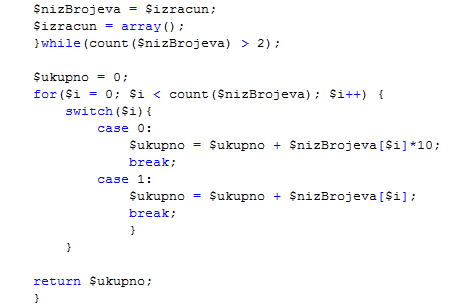 $nizBrojeva = $izracun;
$izracun = array();
}while(count($nizBrojeva) > 2);
$ukupno = 0;
for($i = 0; $i < count($nizBrojeva); $i++) {
switch($i){
case 0:
$ukupno = $ukupno + $nizBrojeva[$i]*10;
break;
case 1:
$ukupno = $ukupno + $nizBrojeva[$i];
break;
}
}
return $ukupno;
}